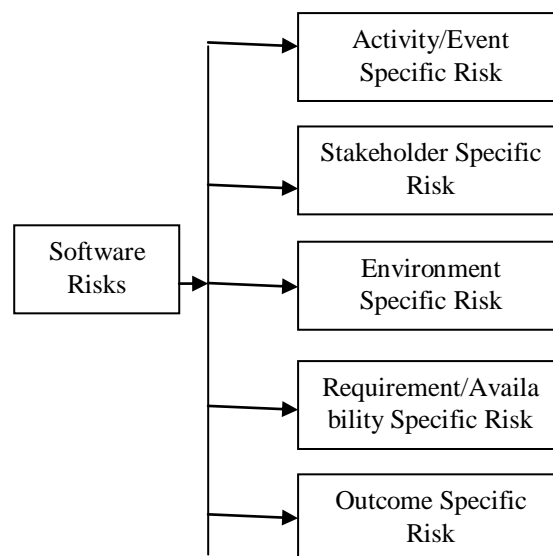 Activity/Event
Specific Risk
Stakeholder Specific
Risk
Software
Risks
Environment
Specific Risk
Requirement/Availa
bility Specific Risk
Outcome Specific
Risk